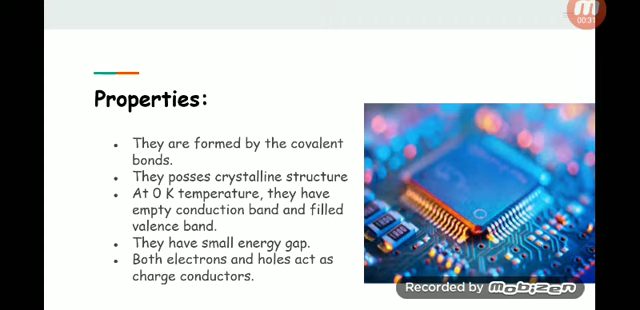 00:31
Properties:
They are formed by the covalent
bonds.
They posses crystalline structure
At 0 K temperature, they have
empty conduction band and filled
valence band.
They have small energy gap.
Both electrons and holes act as
charge conductors.
Recorded by Mobizen